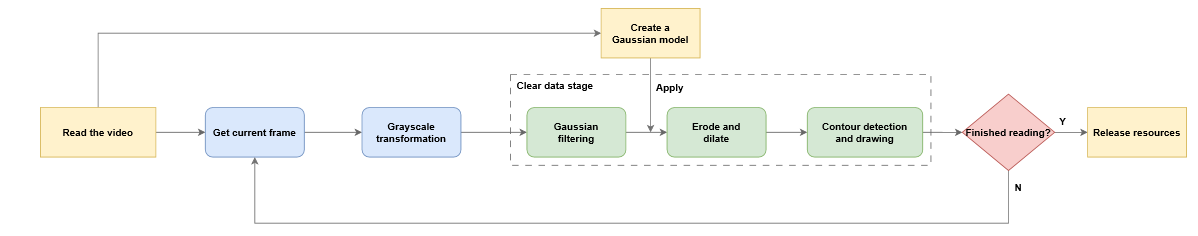 Create a
Gaussian model
Clear data stage
Apply
Read the video
Get current frame
Grayscale
transformation
Gaussian
filtering
Erode and
dilate
Contour detection
and drawing
Finished reading?
Y
Release resources
N